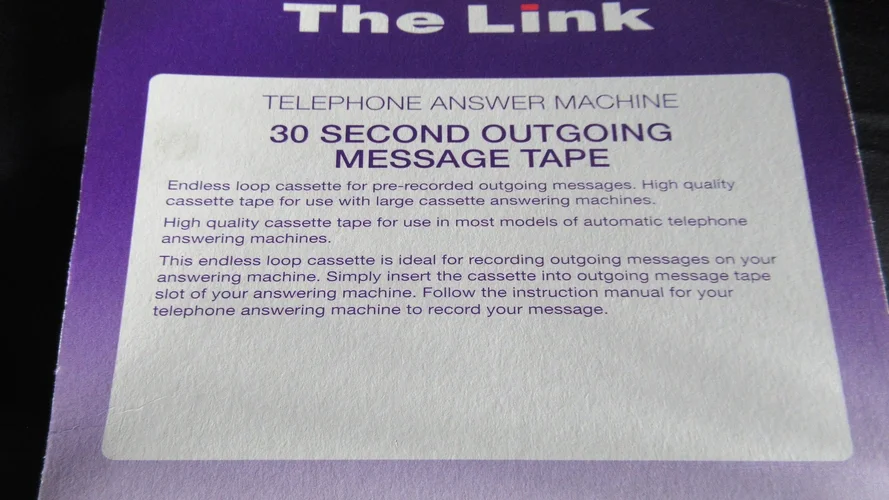 The Link
TELEPHONE ANSWER MACHINE
30 SECOND OUTGOING
MESSAGE TAPE
Endless loop cassette for pre-recorded outgoing messages. High quality
cassette tape for use with large cassette answering machines.
High quality cassette tape for use in most models of automatic telephone
answering machines.
This endless loop cassette is ideal for recording outgoing messages on your
answering machine. Simply insert the cassette into outgoing message tape
slot of your answering machine. Follow the instruction manual for your
telephone answering machine to record your message.